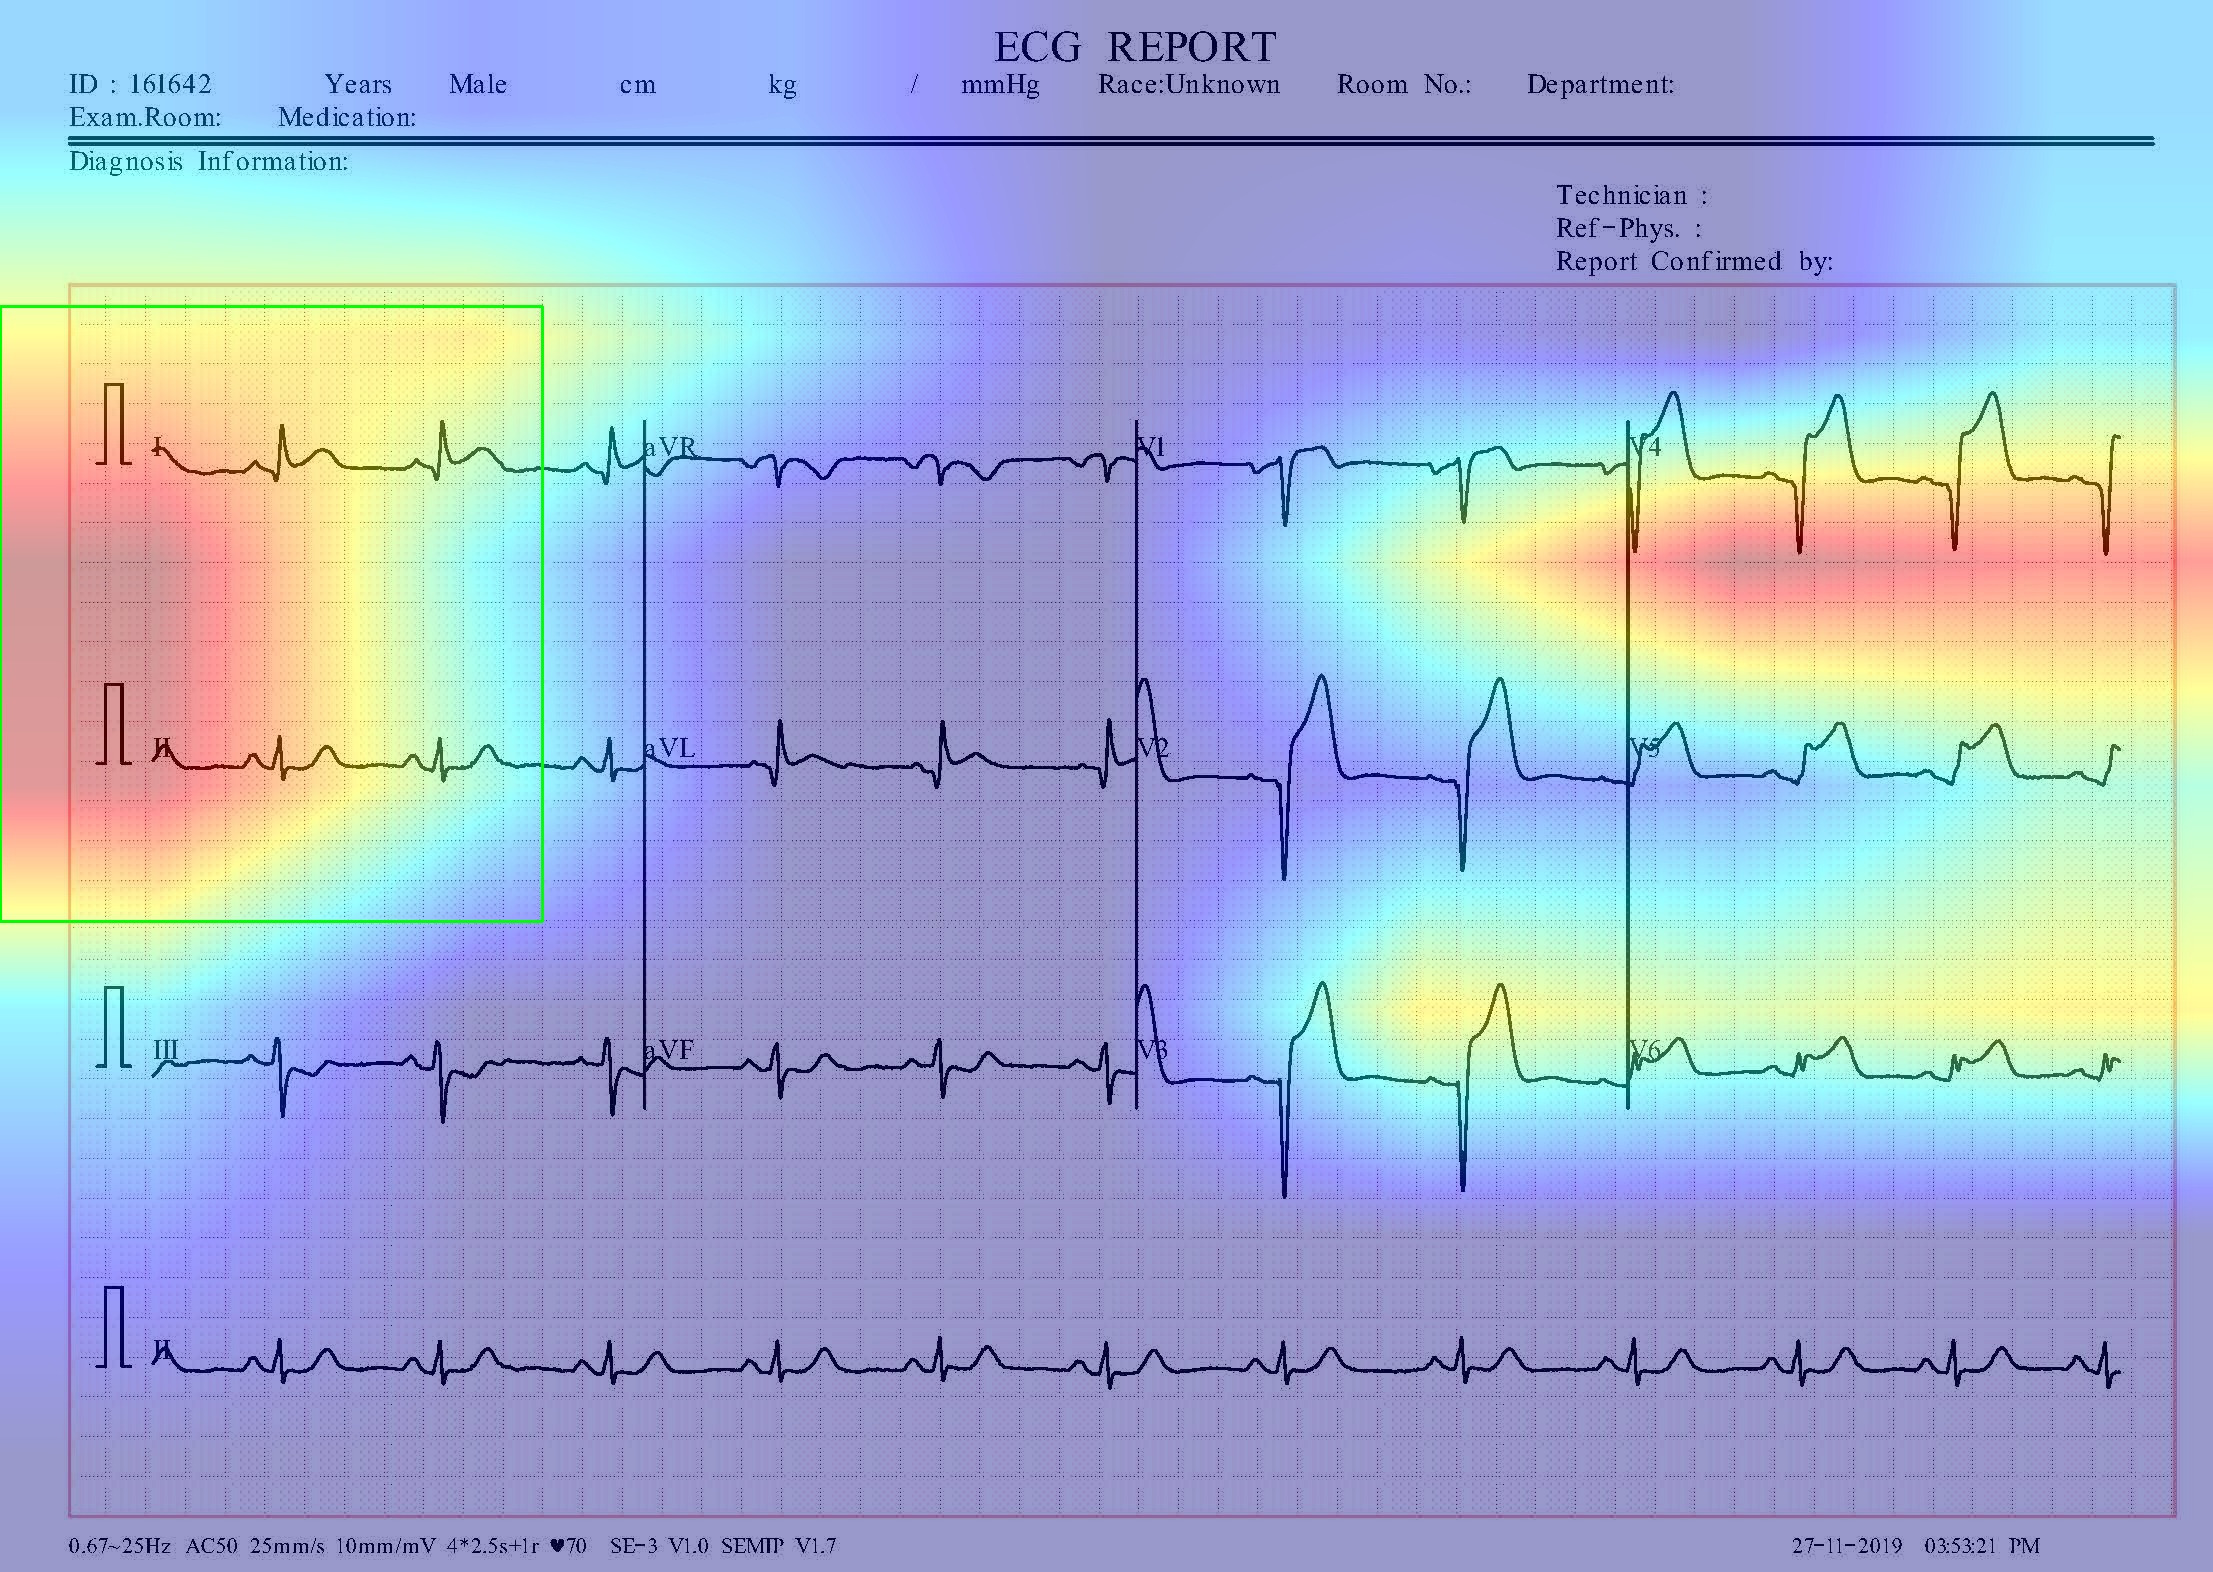 ECG REPORT
ID : 161642 Years Male cm kg / mmHg Race:Unknown Room No.: Department:
Exam.Room: Medication:
Diagnosis Information:
Technician :
Ref-Phys. :
Report Confirmed by:
I aVR V1 V4
II aVL V2 V5
III aVF V3 V6
II
0.67~25Hz AC50 25mm/s 10mm/mV 4*2.5s+1r ♥70 SE-3 V1.0 SEMIP V1.7 27-11-2019 03:53:21 PM